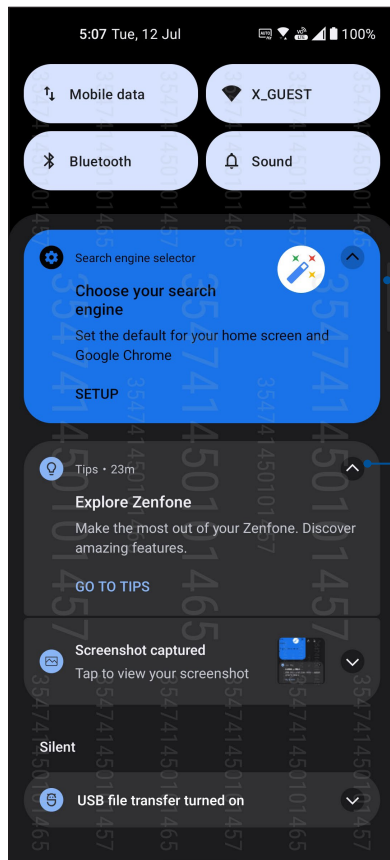 5:07 Tue, 12 Jul
100%
Mobile data
X_GUEST
Bluetooth
Sound
Search engine selector
Choose your search
engine
Set the default for your home screen and
Google Chrome
SETUP
Tips • 23m
Explore Zenfone
Make the most out of your Zenfone. Discover
amazing features.
GO TO TIPS
Screenshot captured
Tap to view your screenshot
Silent
USB file transfer turned on